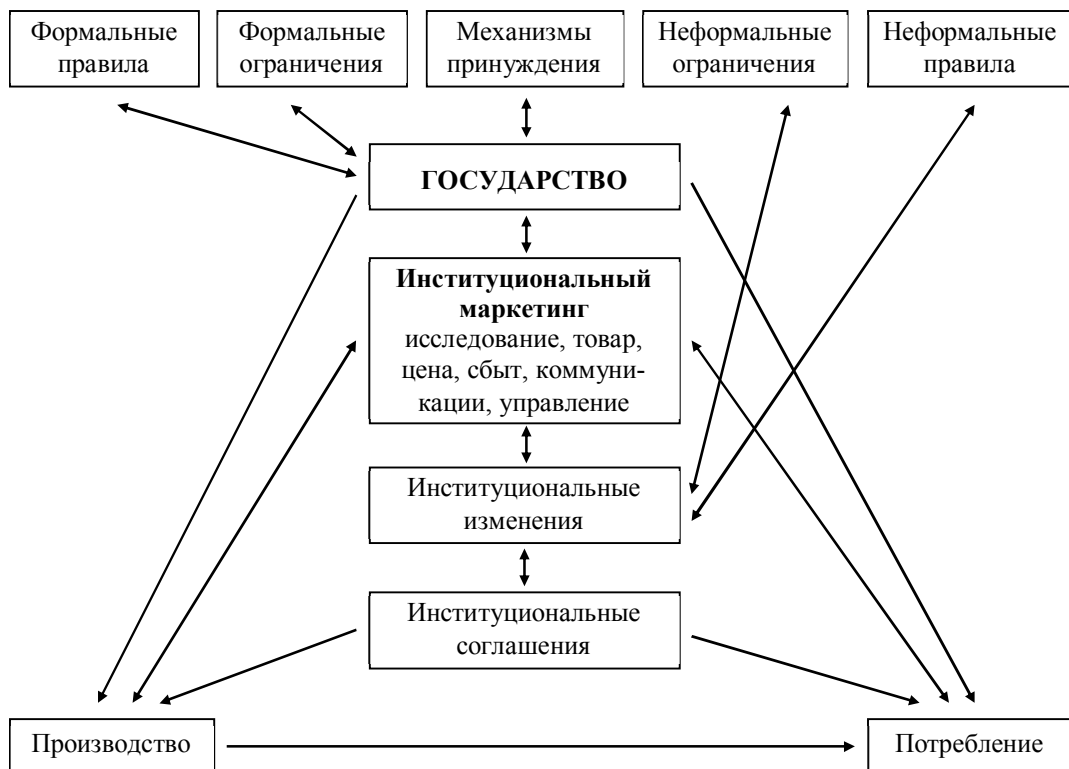 Формальные
правила
Формальные
ограничения
Механизмы
принуждения
Неформальные
ограничения
Неформальные
правила
ГОСУДАРСТВО
Институциональный
маркетинг
исследование, товар,
цена, сбыт, коммуни-
кации, управление
Институциональные
изменения
Институциональные
соглашения
Производство
Потребление